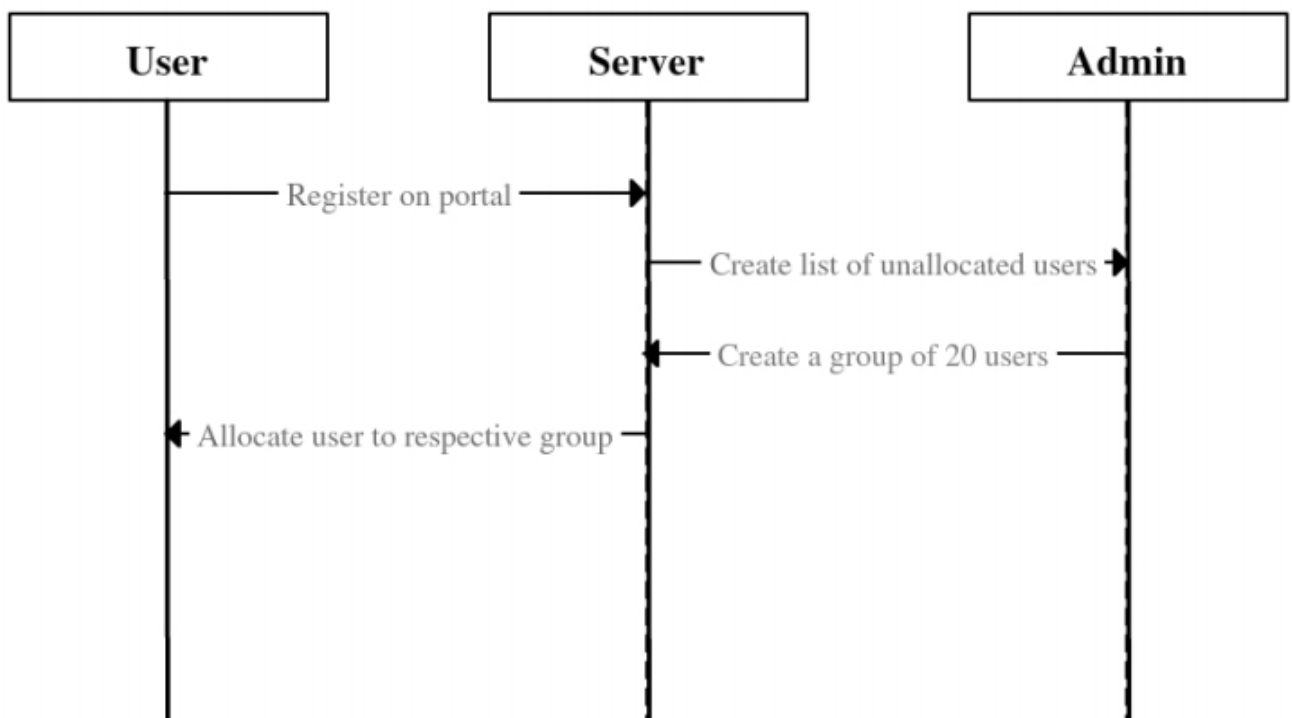 User
Server
Admin
Register on portal
Create list of unallocated users
Create a group of 20 users
Allocate user to respective group